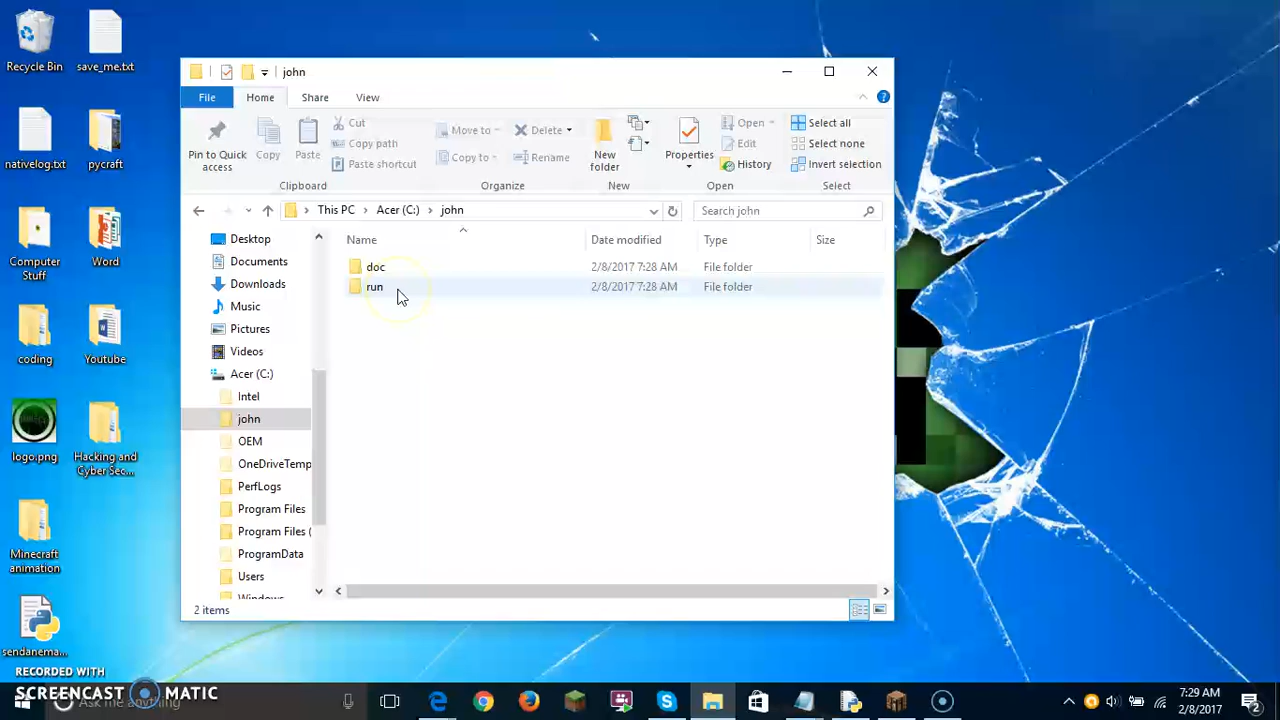 Recycle Bin
save_me.txt
nativelog.txt
pycraft
Computer
Stuff
Word
coding
Youtube
logo.png
Hacking and
Cyber Sec...
Minecraft
animation
sendanema...
RECORDED WITH
SCREENCAST MATIC
john
File
Home
Share
View
Pin to Quick
access
Copy
Paste
Cut
Copy path
Paste shortcut
Clipboard
Move to
Copy to
Delete
Rename
Organize
New
folder
New
Properties
Open
Edit
History
Open
Select all
Select none
Invert selection
Select
This PC > Acer (C:) > john
Search john
Name
Date modified
Type
Size
Desktop
Documents
Downloads
Music
Pictures
Videos
Acer (C:)
Intel
john
OEM
OneDriveTemp
PerfLogs
Program Files
Program Files (
ProgramData
Users
Windows
doc 2/8/2017 7:28 AM File folder
run 2/8/2017 7:28 AM File folder
2 items
Ask me anything
7:29 AM
2/8/2017
2